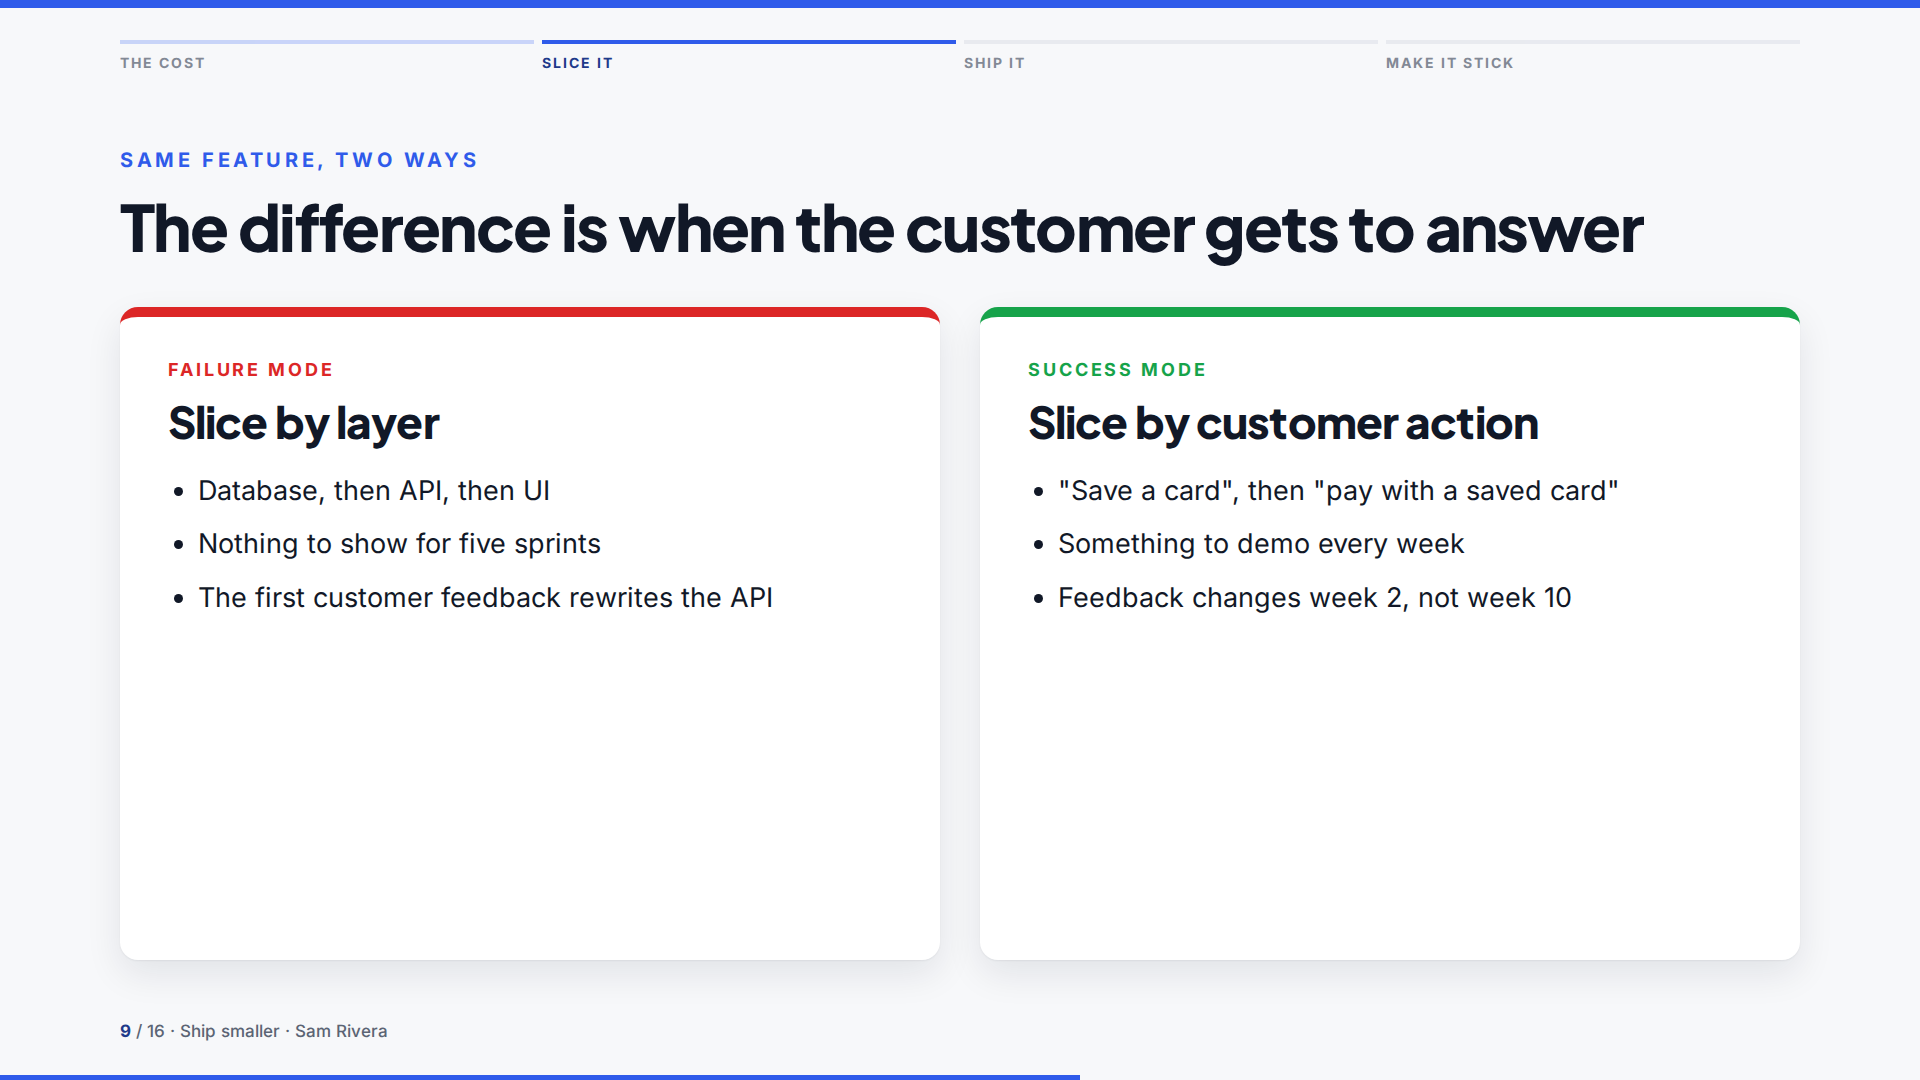 THE COST
SLICE IT
SHIP IT
MAKE IT STICK
SAME FEATURE, TWO WAYS
The difference is when the customer gets to answer
FAILURE MODE
Slice by layer
• Database, then API, then UI
• Nothing to show for five sprints
• The first customer feedback rewrites the API
SUCCESS MODE
Slice by customer action
• "Save a card", then "pay with a saved card"
• Something to demo every week
• Feedback changes week 2, not week 10
9 / 16 · Ship smaller · Sam Rivera